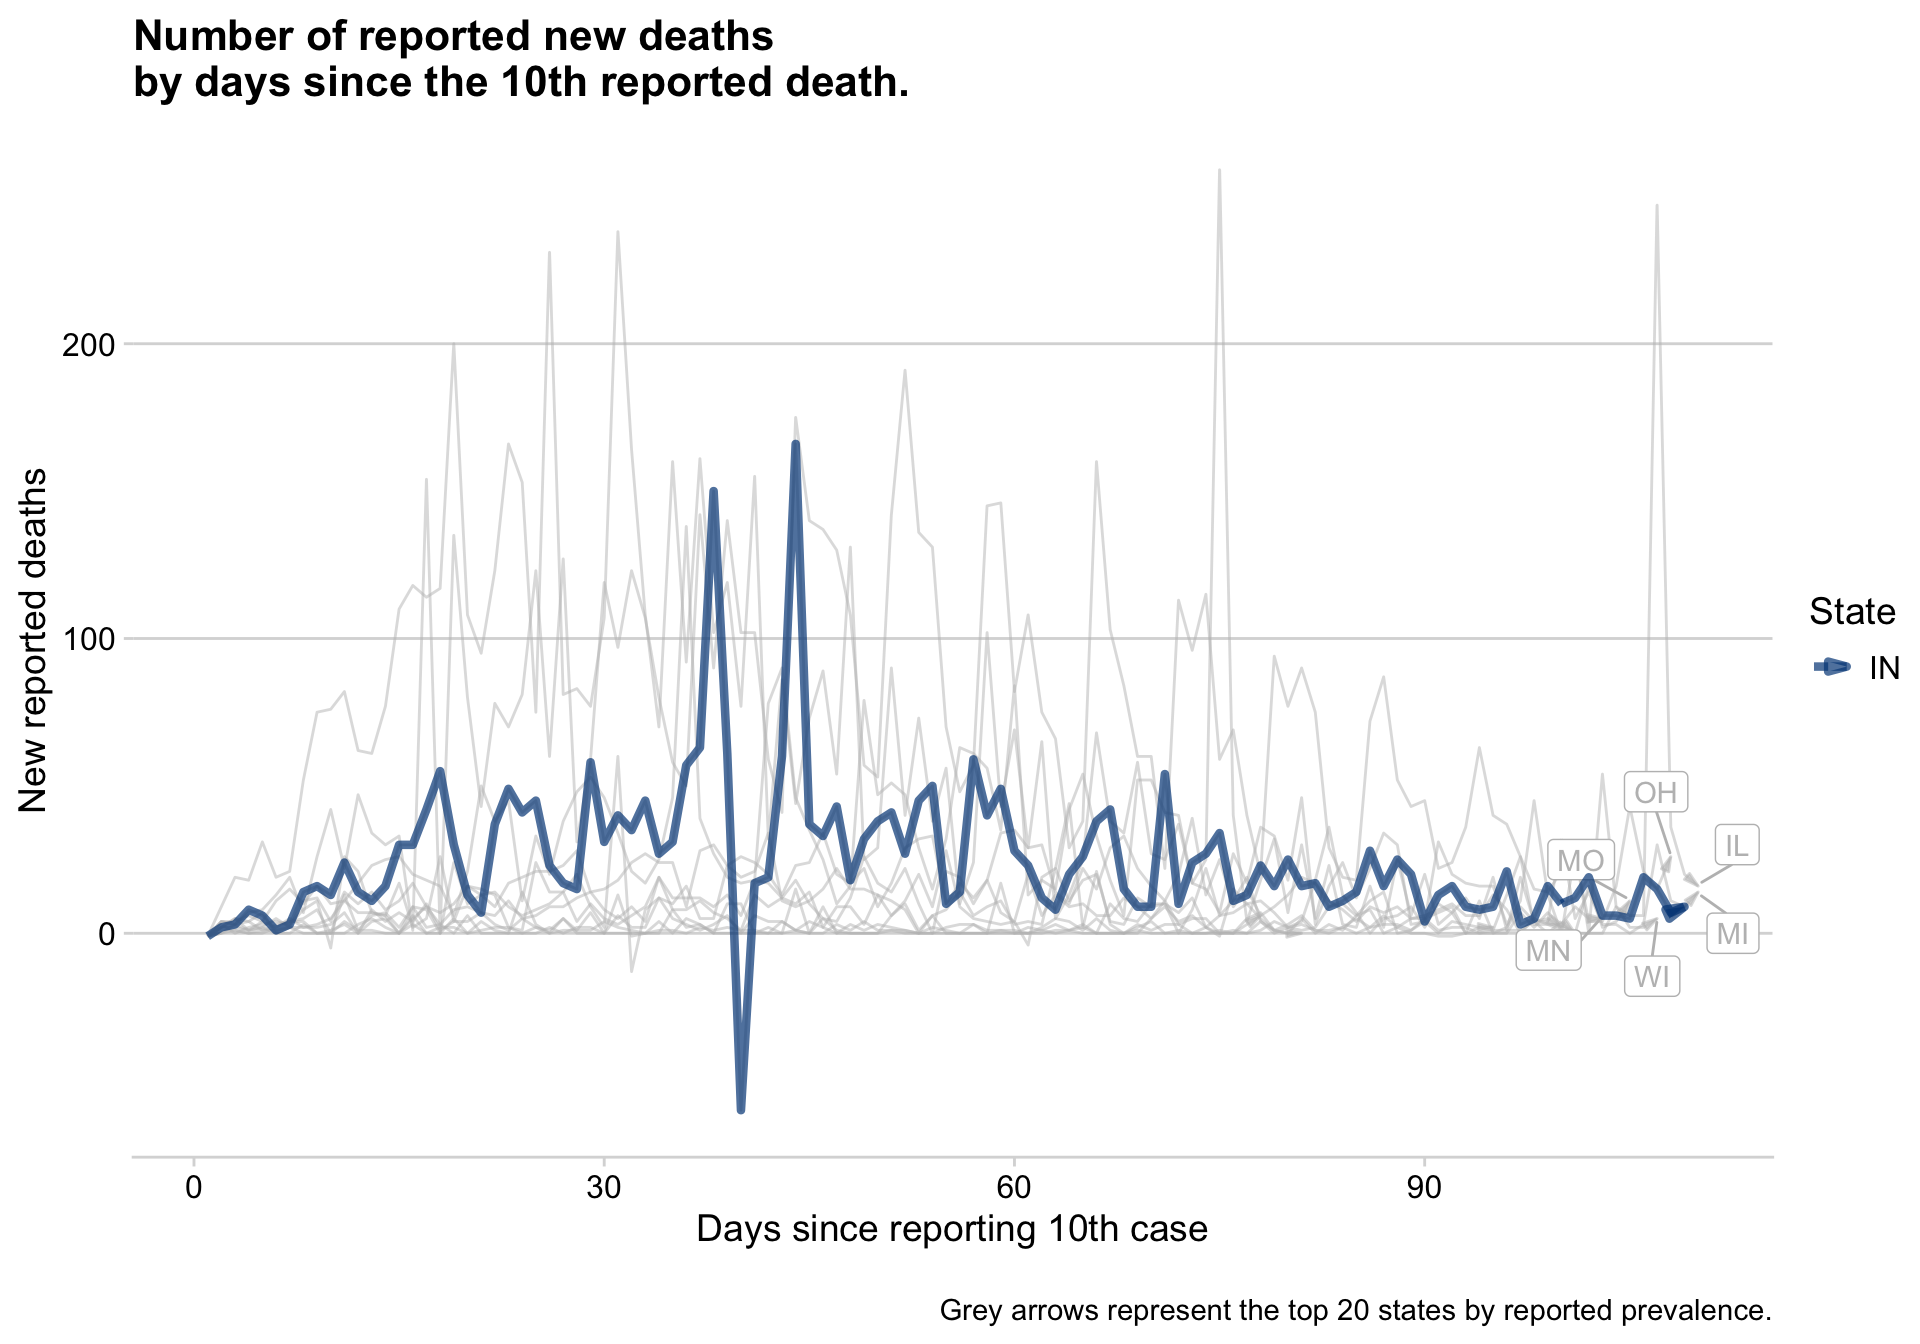 Number of reported new deaths
by days since the 10th reported death.
New reported deaths
200
100
0
OH
IL
MO
MN
MI
WI
State
IN
0
30
60
90
Days since reporting 10th case
Grey arrows represent the top 20 states by reported prevalence.